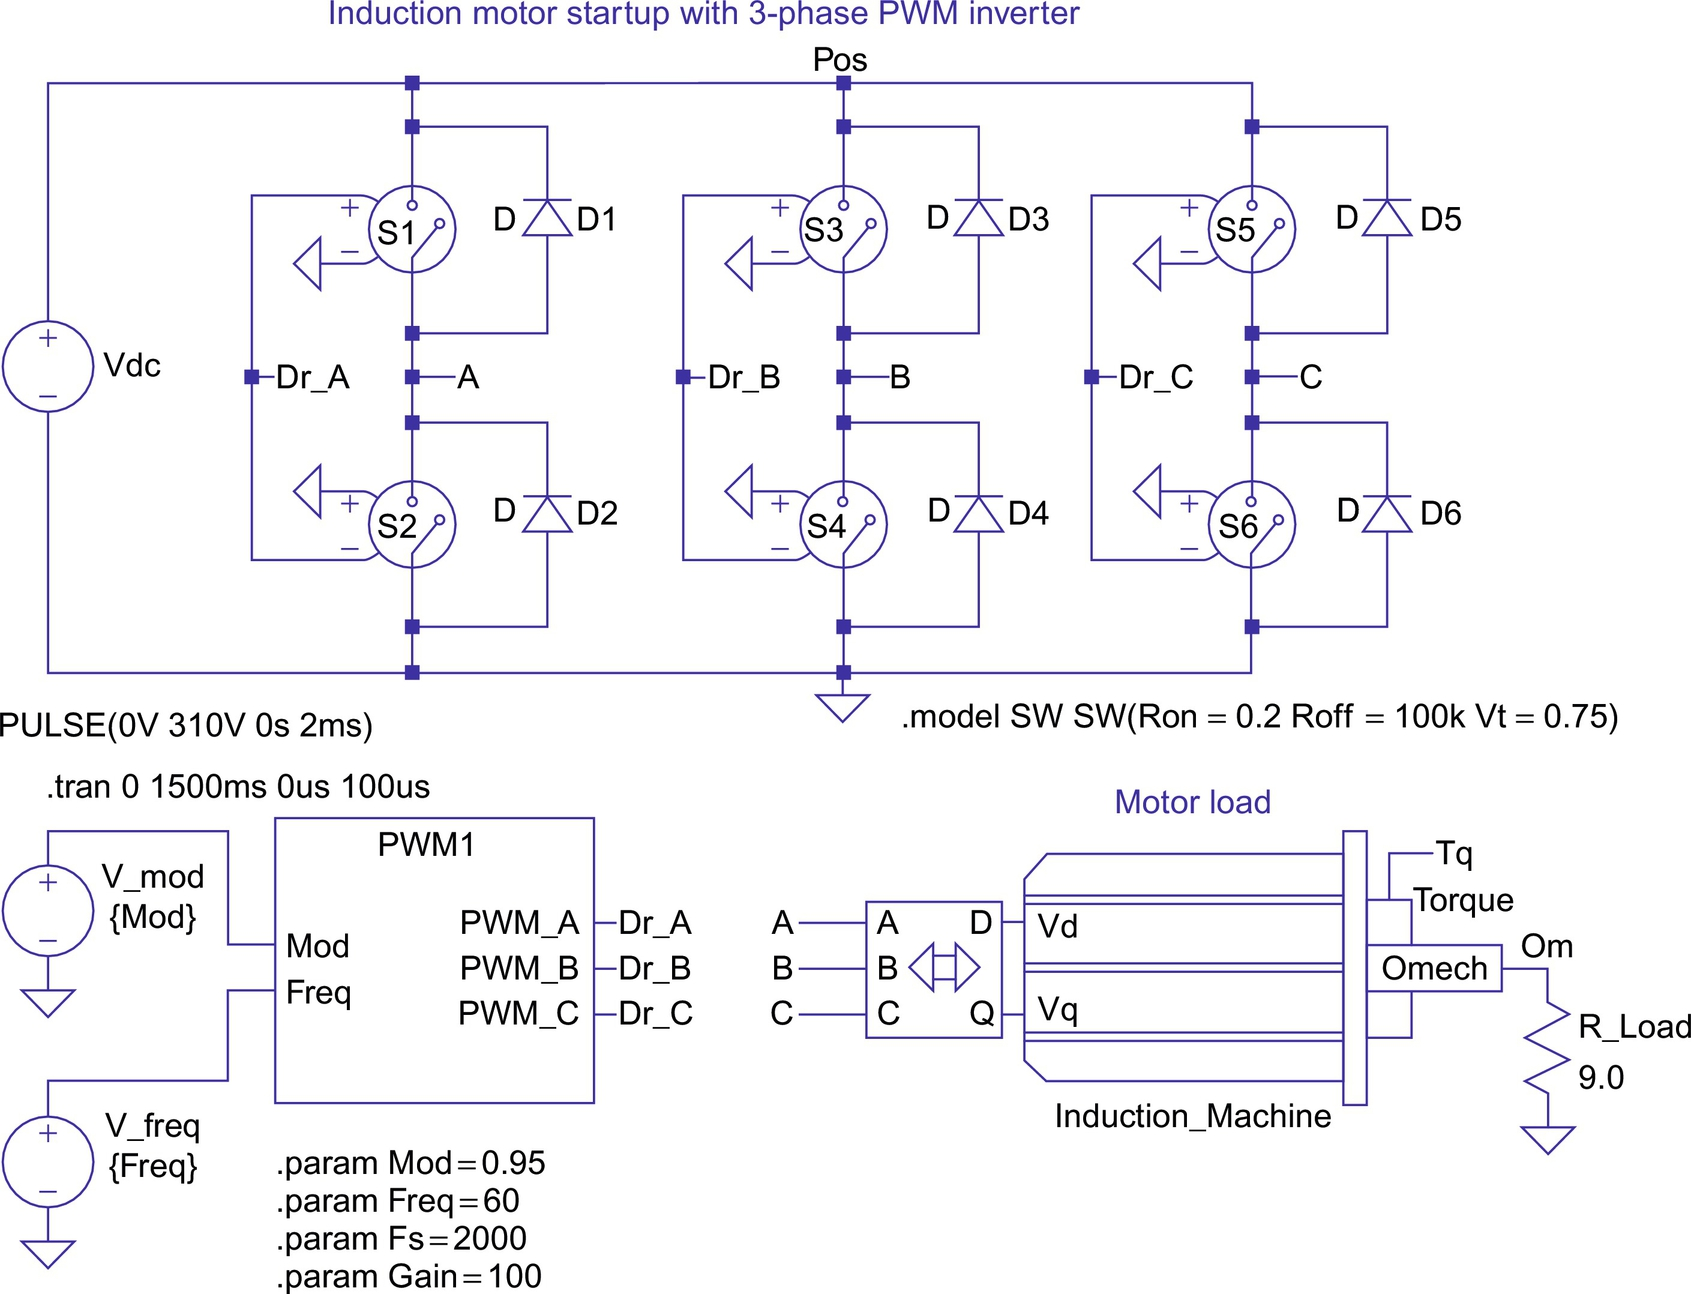 Induction motor startup with 3-phase PWM inverter
Pos
+ S1 − D D1
+ S3 − D D3
+ S5 − D D5
+ − Vdc
Dr_A A
Dr_B B
Dr_C C
+ S2 − D D2
+ S4 − D D4
+ S6 − D D6
PULSE(0V 310V 0s 2ms)
.model SW SW(Ron = 0.2 Roff = 100k Vt = 0.75)
.tran 0 1500ms 0us 100us
+ −
V_mod
{Mod}
PWM1
Mod
Freq
PWM_A Dr_A
PWM_B Dr_B
PWM_C Dr_C
+ −
V_freq
{Freq}
.param Mod=0.95
.param Freq=60
.param Fs=2000
.param Gain=100
Motor load
A A D Vd
B B
C C Q Vq
Tq
Torque
Omech
Om
R_Load
9.0
Induction_Machine